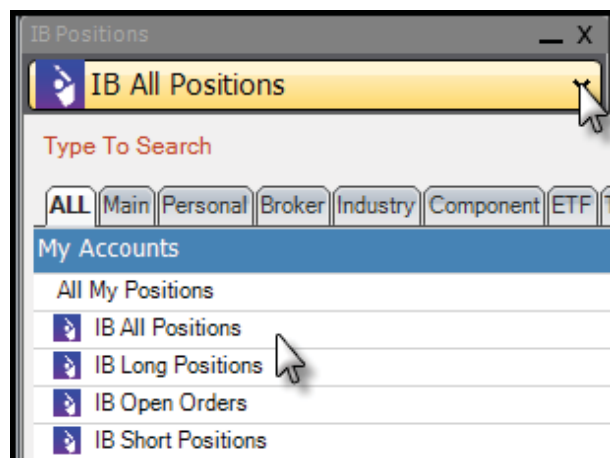 IB Positions
IB All Positions
Type To Search
ALL Main Personal Broker Industry Component ETF
My Accounts
All My Positions
IB All Positions
IB Long Positions
IB Open Orders
IB Short Positions